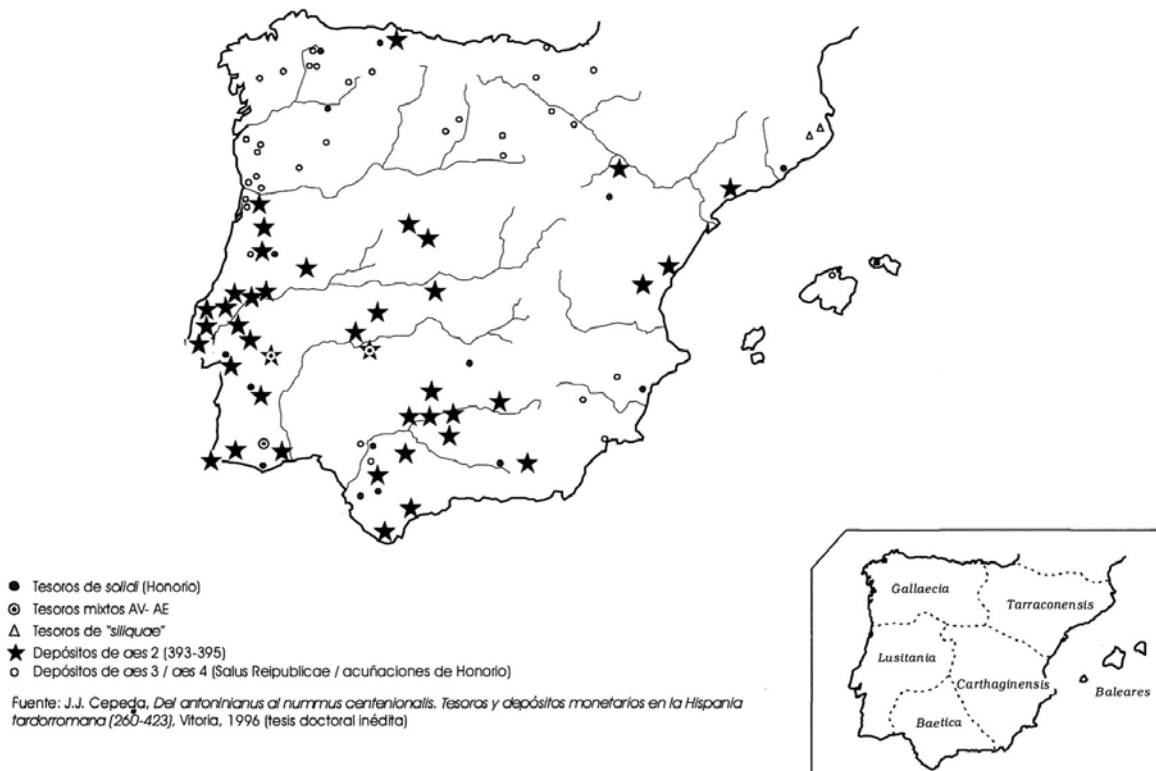 Tesoros de solidi (Honorio)
Tesoros mixtos AV- AE
Tesoros de "siliquae"
Depósitos de aes 2 (393-395)
Depósitos de aes 3 / aes 4 (Salus Reipublicae / acuñaciones de Honorio)
Fuente: J.J. Cepeda, Del antoninianus al nummus centenionalis. Tesoros y depósitos monetarios en la Hispania
tardorromana (260-423), Vitoria, 1996 (tesis doctoral inédita)
Gallaecia
Tarraconensis
Lusitania
Carthaginensis
Baleares
Baetica